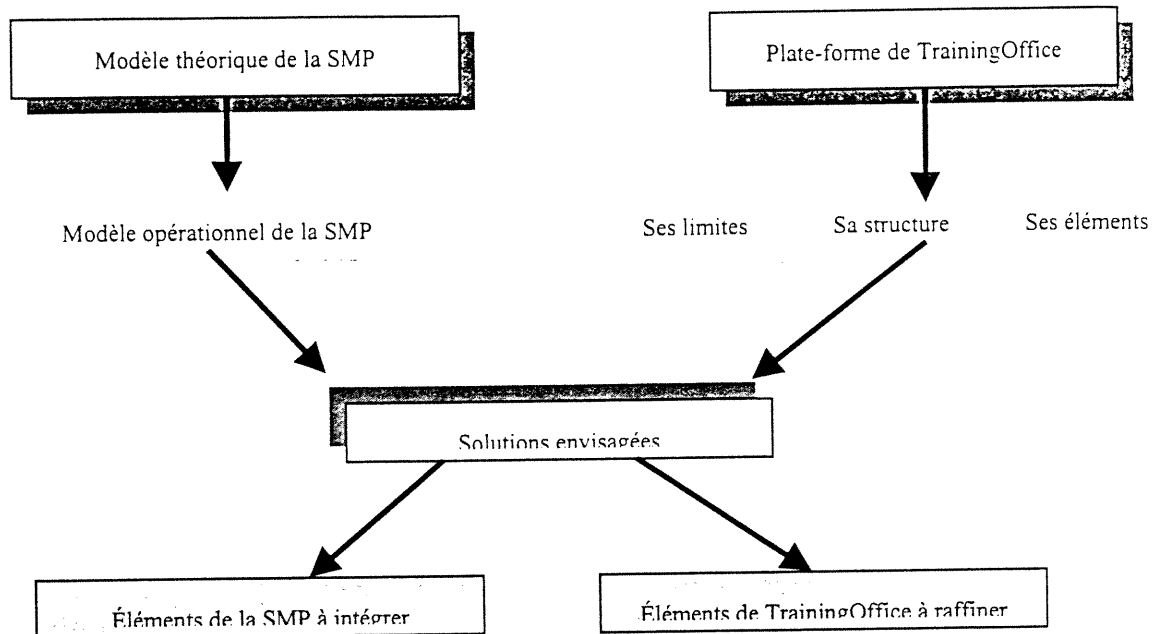 Modèle théorique de la SMP
Plate-forme de TrainingOffice
Modèle opérationnel de la SMP
Ses limites
Sa structure
Ses éléments
Solutions envisagées
Éléments de la SMP à intégrer
Éléments de TrainingOffice à raffiner